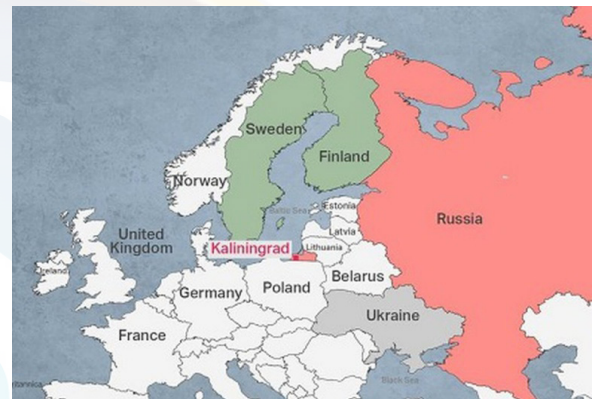 Sweden
Finland
Norway
Russia
Estonia
Baltic Sea
Latvia
United
Kingdom
Kaliningrad
Lithuania
Ireland
Belarus
Germany
Poland
Ukraine
France
Black Sea
ritannica